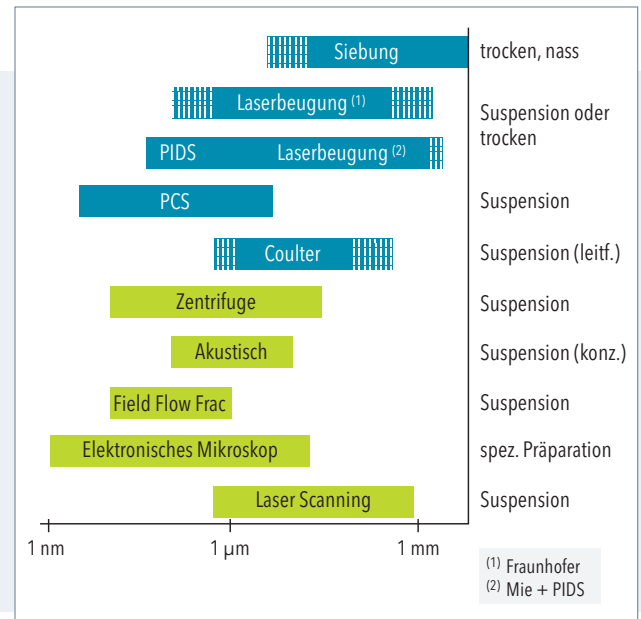 Siebung
trocken, nass
Laserbeugung (1)
Suspension oder
trocken
PIDS
Laserbeugung (2)
PCS
Suspension
Coulter
Suspension (leitf.)
Zentrifuge
Suspension
Akustisch
Suspension (konz.)
Field Flow Frac
Suspension
Elektronisches Mikroskop
spez. Präparation
Laser Scanning
Suspension
1 nm
1 µm
1 mm
(1) Fraunhofer
(2) Mie + PIDS